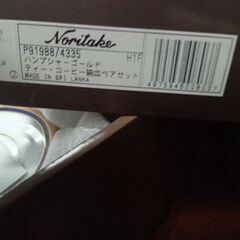 Noritake
P91988/4335
H1F
ハンプシャーゴールド
ティー・コーヒー碗皿ペアセット
MADE IN SRI LANKA